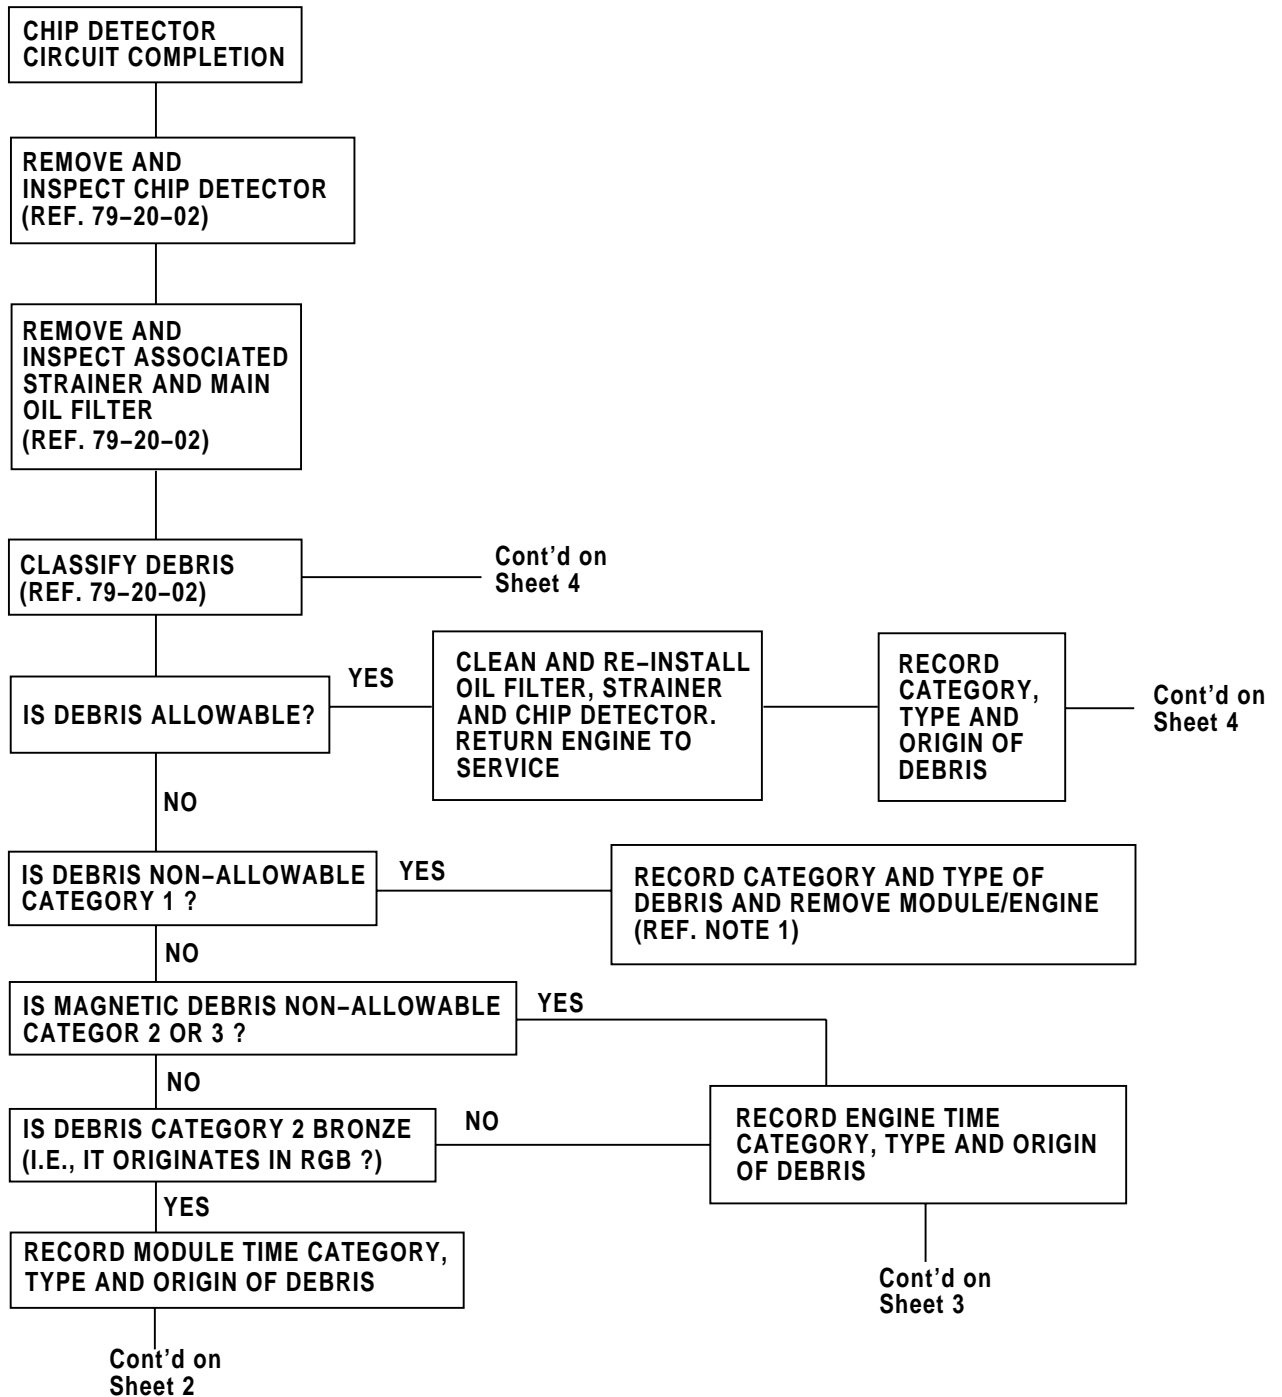 CHIP DETECTOR
CIRCUIT COMPLETION
REMOVE AND
INSPECT CHIP DETECTOR
(REF. 79–20–02)
REMOVE AND
INSPECT ASSOCIATED
STRAINER AND MAIN
OIL FILTER
(REF. 79–20–02)
CLASSIFY DEBRIS
(REF. 79–20–02)
Cont'd on
Sheet 4
IS DEBRIS ALLOWABLE?
YES
CLEAN AND RE–INSTALL
OIL FILTER, STRAINER
AND CHIP DETECTOR.
RETURN ENGINE TO
SERVICE
RECORD
CATEGORY,
TYPE AND
ORIGIN OF
DEBRIS
Cont'd on
Sheet 4
NO
IS DEBRIS NON–ALLOWABLE
CATEGORY 1 ?
YES
RECORD CATEGORY AND TYPE OF
DEBRIS AND REMOVE MODULE/ENGINE
(REF. NOTE 1)
NO
IS MAGNETIC DEBRIS NON–ALLOWABLE
CATEGOR 2 OR 3 ?
YES
NO
IS DEBRIS CATEGORY 2 BRONZE
(I.E., IT ORIGINATES IN RGB ?)
NO
RECORD ENGINE TIME
CATEGORY, TYPE AND ORIGIN
OF DEBRIS
YES
RECORD MODULE TIME CATEGORY,
TYPE AND ORIGIN OF DEBRIS
Cont'd on
Sheet 3
Cont'd on
Sheet 2